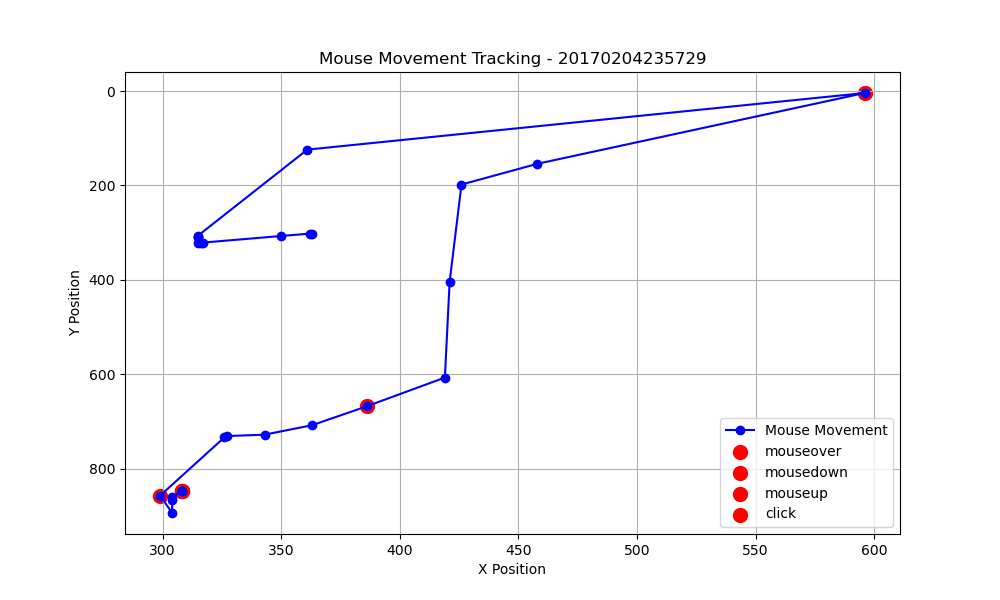 Mouse Movement Tracking - 20170204235729
0
200
400
600
800
Y Position
300
350
400
450
500
550
600
X Position
Mouse Movement
mouseover
mousedown
mouseup
click